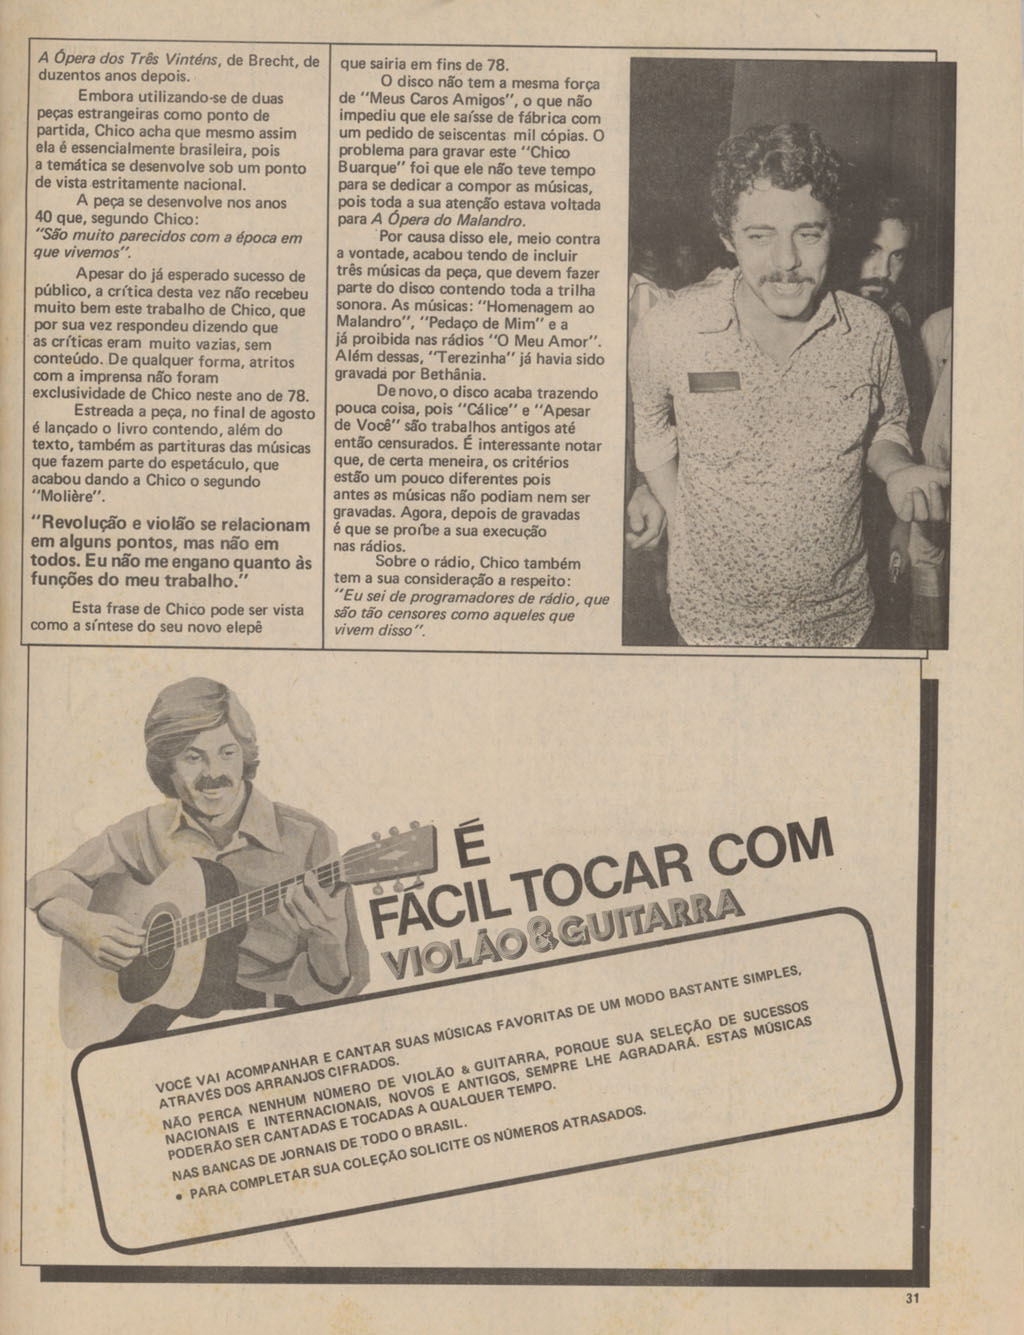 A Ópera dos Três Vinténs, de Brecht, de
duzentos anos depois.
Embora utilizando-se de duas
peças estrangeiras como ponto de
partida, Chico acha que mesmo assim
ela é essencialmente brasileira, pois
a temática se desenvolve sob um ponto
de vista estritamente nacional.
A peça se desenvolve nos anos
40 que, segundo Chico:
"São muito parecidos com a época em
que vivemos".
Apesar do já esperado sucesso de
público, a crítica desta vez não recebeu
muito bem este trabalho de Chico, que
por sua vez respondeu dizendo que
as críticas eram muito vazias, sem
conteúdo. De qualquer forma, atritos
com a imprensa não foram
exclusividade de Chico neste ano de 78.
Estreada a peça, no final de agosto
é lançado o livro contendo, além do
texto, também as partituras das músicas
que fazem parte do espetáculo, que
acabou dando a Chico o segundo
"Molière".
"Revolução e violão se relacionam
em alguns pontos, mas não em
todos. Eu não me engano quanto às
funções do meu trabalho."
Esta frase de Chico pode ser vista
como a síntese do seu novo elepê
que sairia em fins de 78.
O disco não tem a mesma força
de "Meus Caros Amigos", o que não
impediu que ele saísse de fábrica com
um pedido de seiscentas mil cópias. O
problema para gravar este "Chico
Buarque" foi que ele não teve tempo
para se dedicar a compor as músicas,
pois toda a sua atenção estava voltada
para A Ópera do Malandro.
Por causa disso ele, meio contra
a vontade, acabou tendo de incluir
três músicas da peça, que devem fazer
parte do disco contendo toda a trilha
sonora. As músicas: "Homenagem ao
Malandro", "Pedaço de Mim" e a
já proibida nas rádios "O Meu Amor".
Além dessas, "Terezinha" já havia sido
gravada por Bethânia.
De novo, o disco acaba trazendo
pouca coisa, pois "Cálice" e "Apesar
de Você" são trabalhos antigos até
então censurados. É interessante notar
que, de certa meneira, os critérios
estão um pouco diferentes pois
antes as músicas não podiam nem ser
gravadas. Agora, depois de gravadas
é que se proíbe a sua execução
nas rádios.
Sobre o rádio, Chico também
tem a sua consideração a respeito:
"Eu sei de programadores de rádio, que
são tão censores como aqueles que
vivem disso".
É
FÁCIL TOCAR COM
VIOLÃO & GUITARRA
VOCÊ VAI ACOMPANHAR E CANTAR SUAS MÚSICAS FAVORITAS DE UM MODO BASTANTE SIMPLES,
ATRAVÉS DOS ARRANJOS CIFRADOS.
NÃO PERCA NENHUM NÚMERO DE VIOLÃO & GUITARRA, PORQUE SUA SELEÇÃO DE SUCESSOS
NACIONAIS E INTERNACIONAIS, NOVOS E ANTIGOS, SEMPRE LHE AGRADARÁ. ESTAS MÚSICAS
PODERÃO SER CANTADAS E TOCADAS A QUALQUER TEMPO.
NAS BANCAS DE JORNAIS DE TODO O BRASIL.
• PARA COMPLETAR SUA COLEÇÃO SOLICITE OS NÚMEROS ATRASADOS.
31